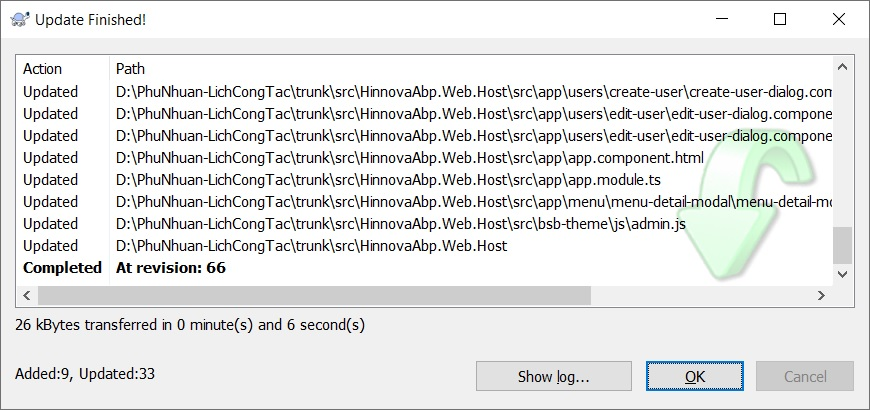 Update Finished!
Action Path
Updated D:\PhuNhuan-LichCongTac\trunk\src\HinnovaAbp.Web.Host\src\app\users\create-user\create-user-dialog.com
Updated D:\PhuNhuan-LichCongTac\trunk\src\HinnovaAbp.Web.Host\src\app\users\edit-user\edit-user-dialog.compone
Updated D:\PhuNhuan-LichCongTac\trunk\src\HinnovaAbp.Web.Host\src\app\users\edit-user\edit-user-dialog.compone
Updated D:\PhuNhuan-LichCongTac\trunk\src\HinnovaAbp.Web.Host\src\app\app.component.html
Updated D:\PhuNhuan-LichCongTac\trunk\src\HinnovaAbp.Web.Host\src\app\app.module.ts
Updated D:\PhuNhuan-LichCongTac\trunk\src\HinnovaAbp.Web.Host\src\app\menu\menu-detail-modal\menu-detail-mo
Updated D:\PhuNhuan-LichCongTac\trunk\src\HinnovaAbp.Web.Host\src\bsb-theme\js\admin.js
Updated D:\PhuNhuan-LichCongTac\trunk\src\HinnovaAbp.Web.Host
Completed At revision: 66
26 kBytes transferred in 0 minute(s) and 6 second(s)
Added:9, Updated:33
Show log...
OK
Cancel